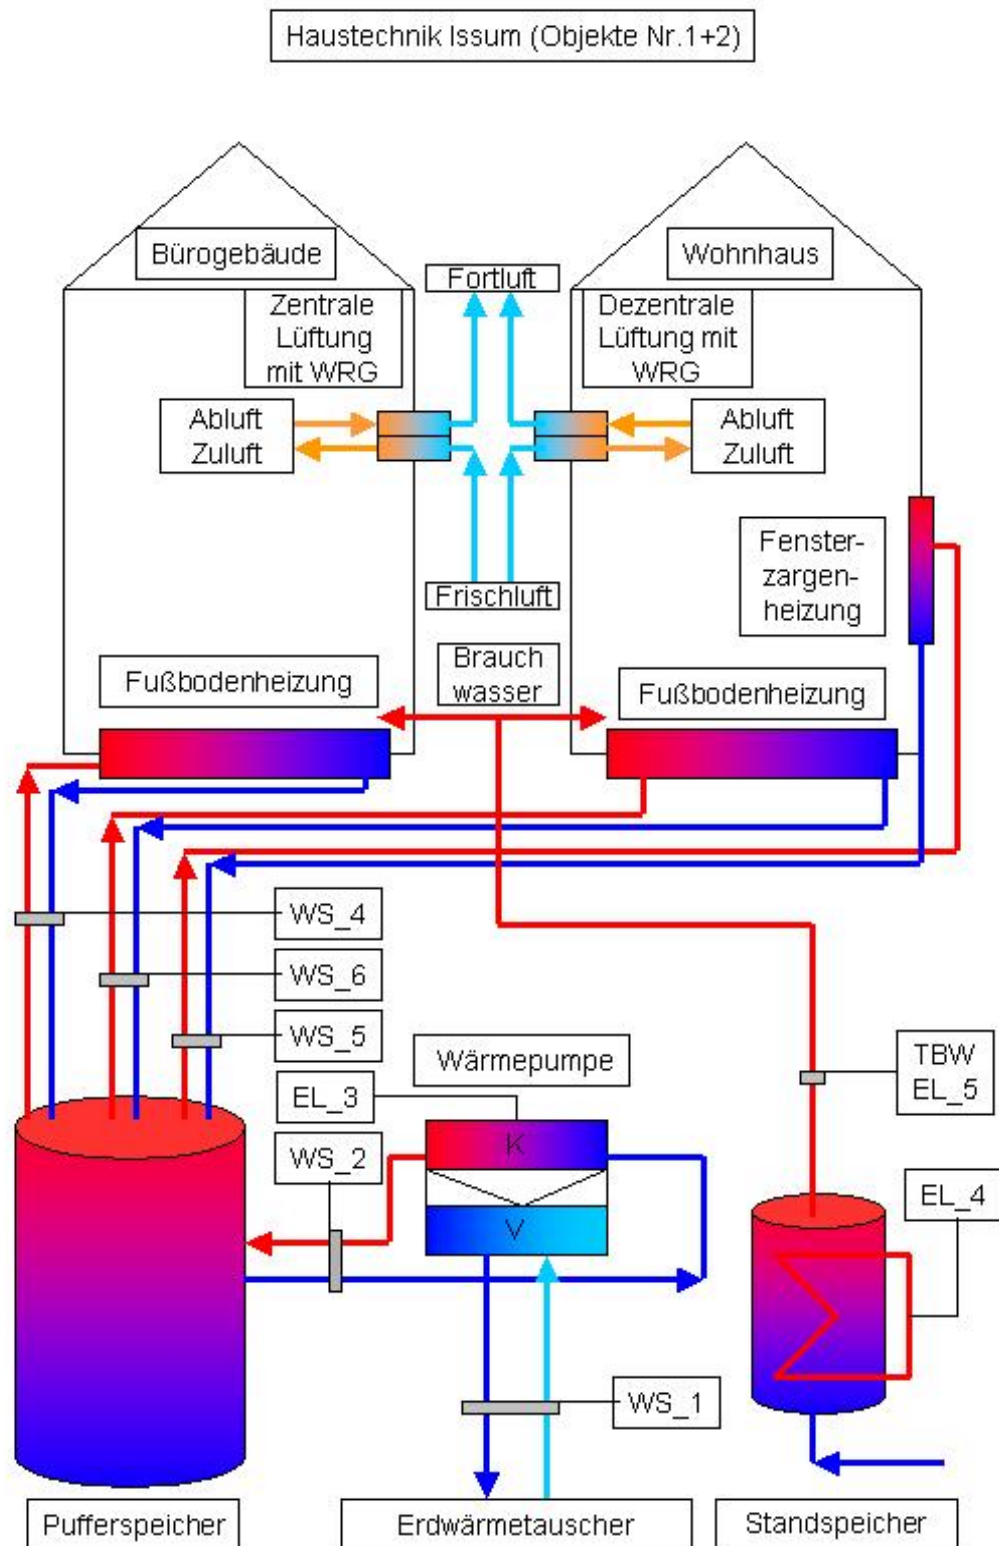 Haustechnik Issum (Objekte Nr.1+2)
Bürogebäude
Wohnhaus
Fortluft
Zentrale
Lüftung
mit WRG
Dezentrale
Lüftung mit
WRG
Abluft
Zuluft
Abluft
Zuluft
Fenster-
zargen-
heizung
Frischluft
Brauch
wasser
Fußbodenheizung
Fußbodenheizung
WS_4
WS_6
WS_5
Wärmepumpe
TBW
EL_5
EL_3
K
WS_2
EL_4
V
WS_1
Pufferspeicher
Erdwärmetauscher
Standspeicher